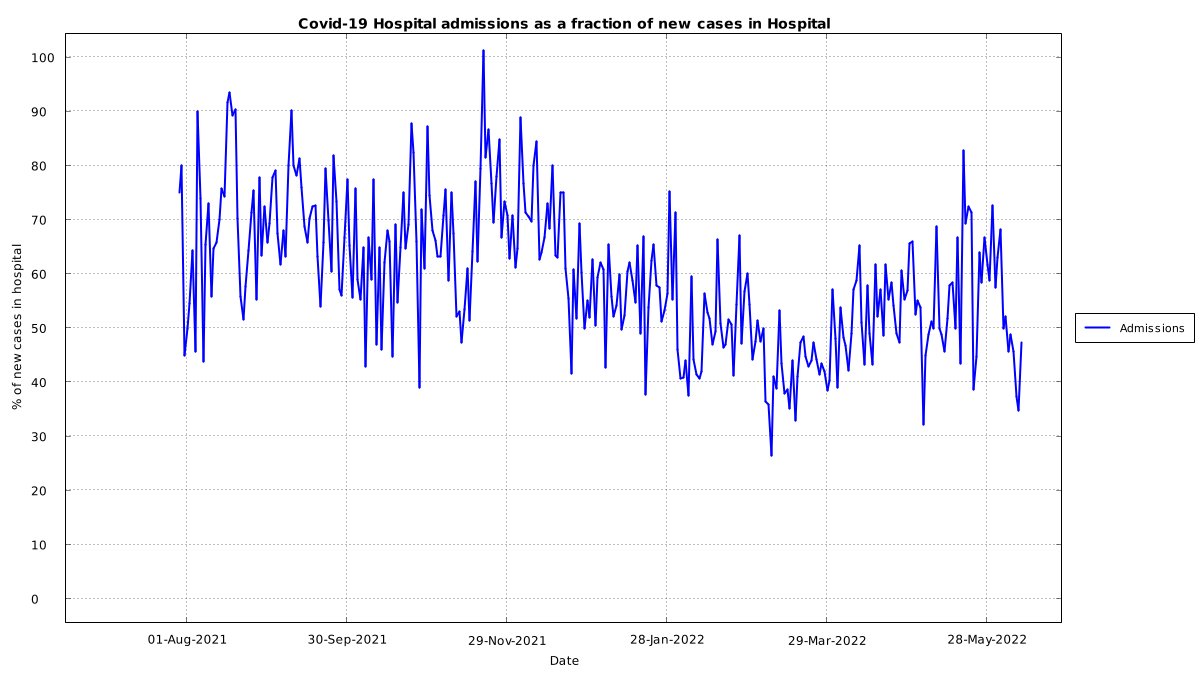 Covid-19 Hospital admissions as a fraction of new cases in Hospital
100
90
80
70
60
50
40
30
20
10
0
% of new cases in hospital
01-Aug-2021
30-Sep-2021
29-Nov-2021
28-Jan-2022
29-Mar-2022
28-May-2022
Date
Admissions